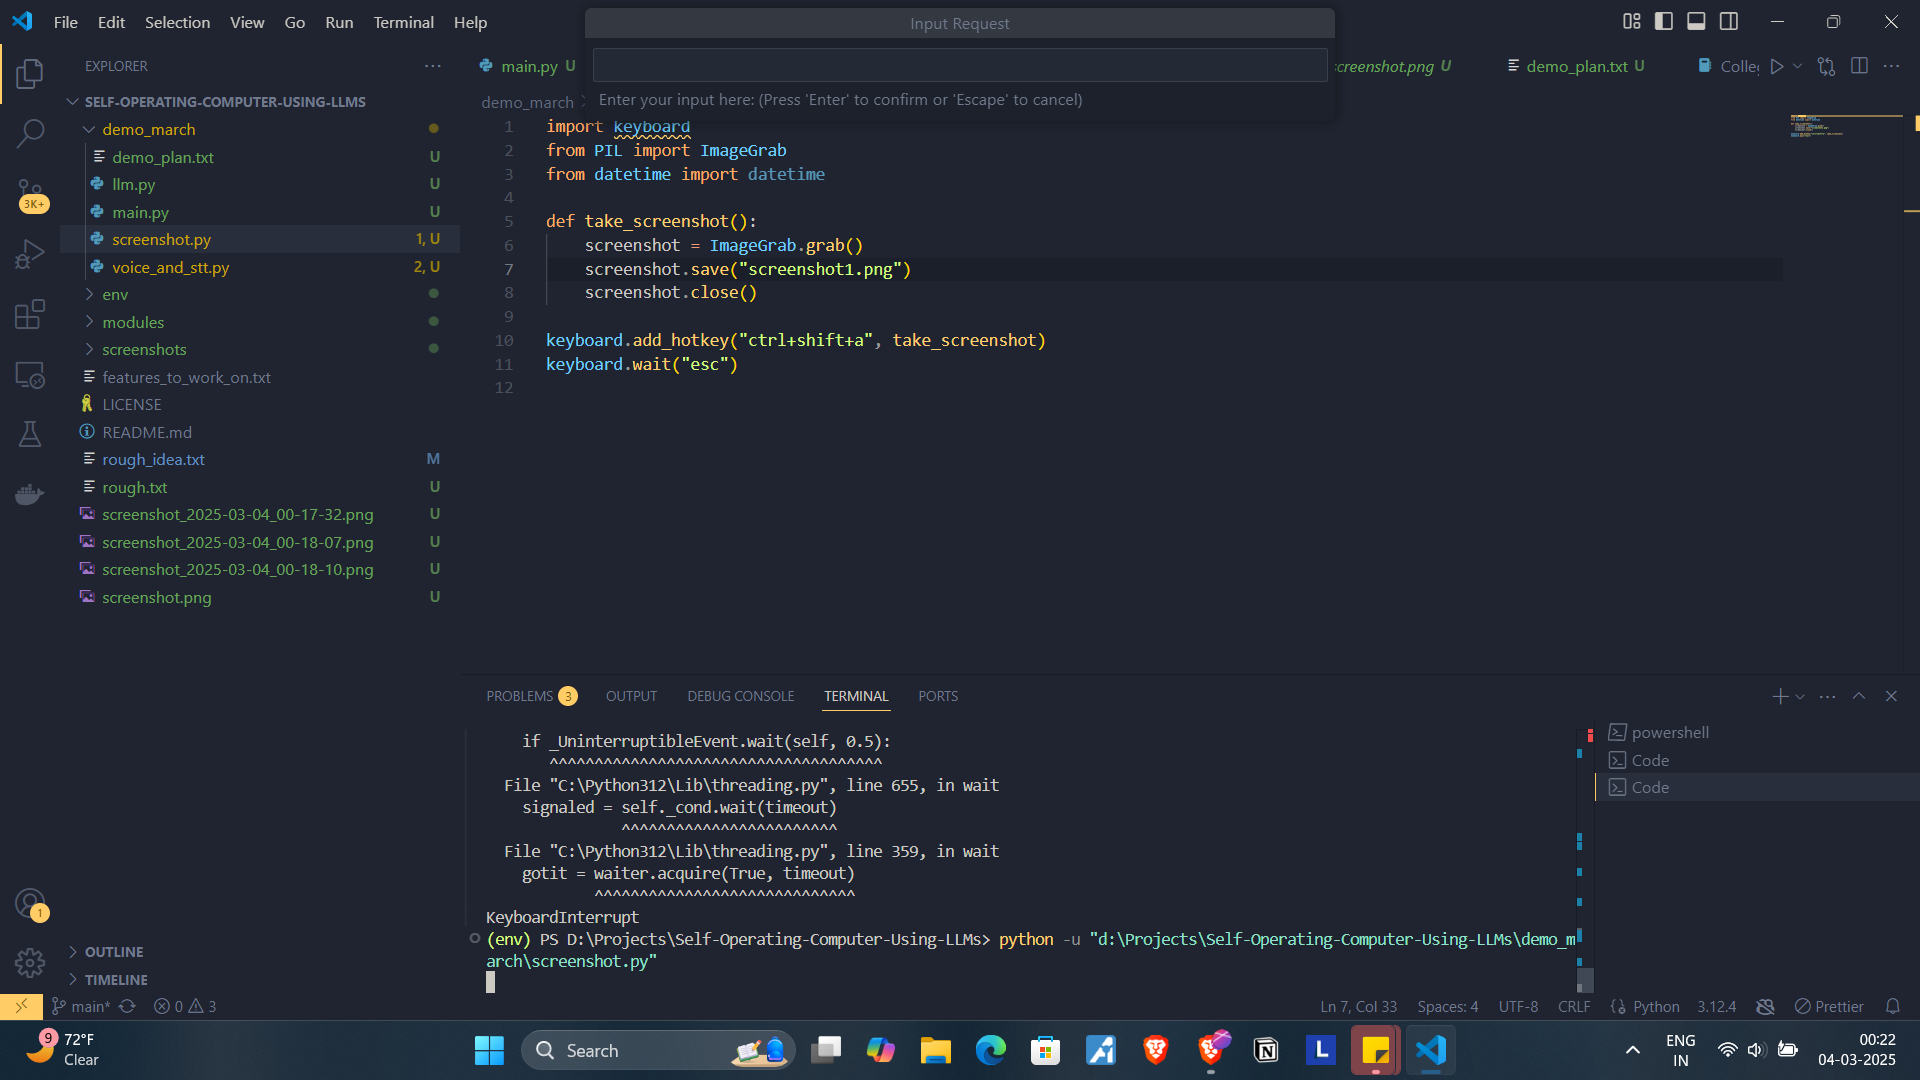 File Edit Selection View Go Run Terminal Help
Input Request
Enter your input here: (Press 'Enter' to confirm or 'Escape' to cancel)
EXPLORER
main.py U
screenshot.png U
demo_plan.txt U
demo_march
SELF-OPERATING-COMPUTER-USING-LLMS
demo_march
demo_plan.txt U
llm.py U
main.py U
screenshot.py 1, U
voice_and_stt.py 2, U
env
modules
screenshots
features_to_work_on.txt
LICENSE
README.md
rough_idea.txt M
rough.txt U
screenshot_2025-03-04_00-17-32.png U
screenshot_2025-03-04_00-18-07.png U
screenshot_2025-03-04_00-18-10.png U
screenshot.png U
OUTLINE
TIMELINE
3K+
1
1 import keyboard
2 from PIL import ImageGrab
3 from datetime import datetime
4
5 def take_screenshot():
6 screenshot = ImageGrab.grab()
7 screenshot.save("screenshot1.png")
8 screenshot.close()
9
10 keyboard.add_hotkey("ctrl+shift+a", take_screenshot)
11 keyboard.wait("esc")
12
PROBLEMS 3 OUTPUT DEBUG CONSOLE TERMINAL PORTS
if _UninterruptibleEvent.wait(self, 0.5):
^^^^^^^^^^^^^^^^^^^^^^^^^^^^^^^^^^^^^
File "C:\Python312\Lib\threading.py", line 655, in wait
signaled = self._cond.wait(timeout)
^^^^^^^^^^^^^^^^^^^^^^^^
File "C:\Python312\Lib\threading.py", line 359, in wait
gotit = waiter.acquire(True, timeout)
^^^^^^^^^^^^^^^^^^^^^^^^^^^^^
KeyboardInterrupt
(env) PS D:\Projects\Self-Operating-Computer-Using-LLMs> python -u "d:\Projects\Self-Operating-Computer-Using-LLMs\demo_m
arch\screenshot.py"
powershell
Code
Code
main* 0 3
Ln 7, Col 33 Spaces: 4 UTF-8 CRLF Python 3.12.4 Prettier
9
72°F
Clear
Search
L
ENG
IN
00:22
04-03-2025